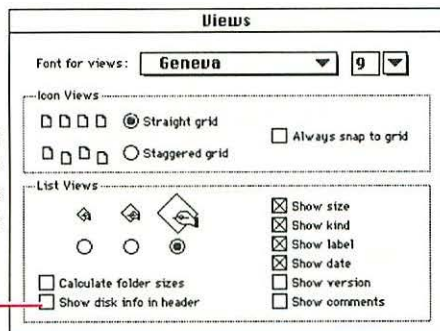 Views
Font for views: Geneva 9
Icon Views
Straight grid
Staggered grid
Always snap to grid
List Views
Show size
Show kind
Show label
Show date
Calculate folder sizes
Show version
Show disk info in header
Show comments